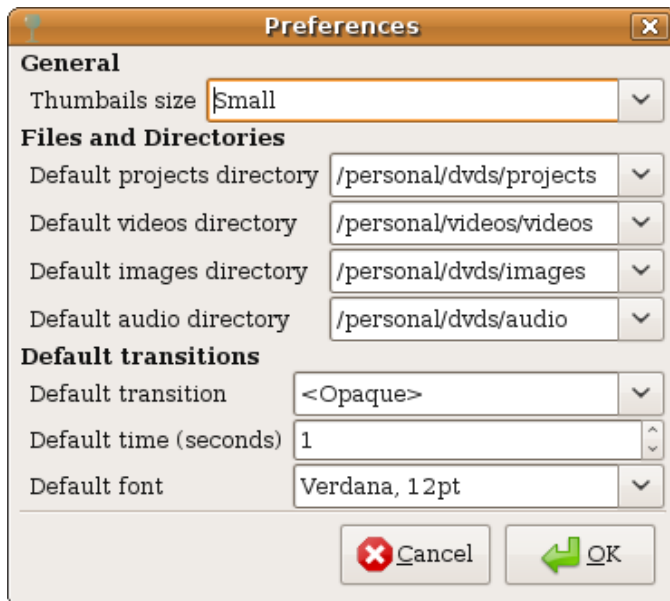 Preferences
General
Thumbails size Small
Files and Directories
Default projects directory /personal/dvds/projects
Default videos directory /personal/videos/videos
Default images directory /personal/dvds/images
Default audio directory /personal/dvds/audio
Default transitions
Default transition <Opaque>
Default time (seconds) 1
Default font Verdana, 12pt
Cancel OK